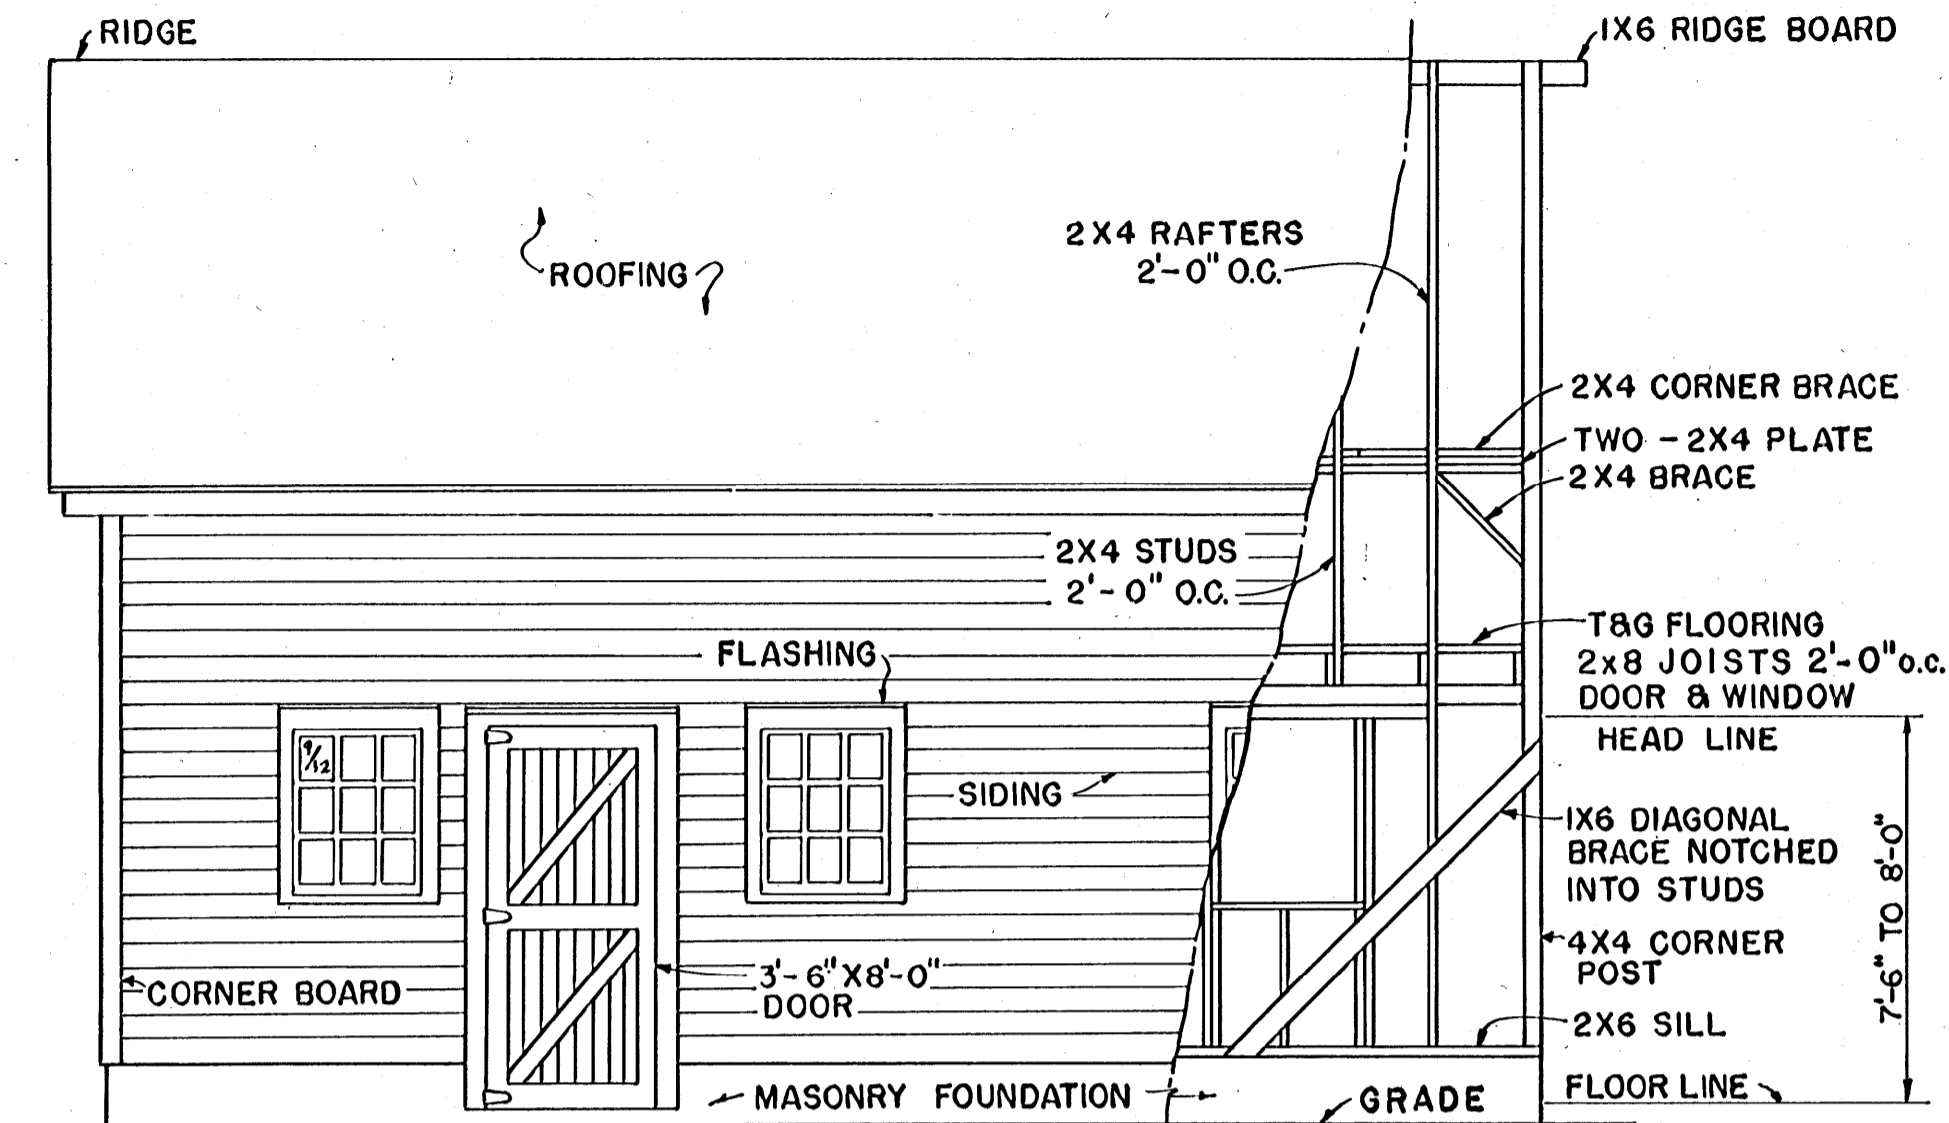 RIDGE
1X6 RIDGE BOARD
2X4 RAFTERS
2'-0" O.C.
ROOFING
2X4 CORNER BRACE
TWO - 2X4 PLATE
2X4 BRACE
2X4 STUDS
2'-0" O.C.
T&G FLOORING
2x8 JOISTS 2'-0" o.c.
DOOR & WINDOW
HEAD LINE
FLASHING
9/12
SIDING
1X6 DIAGONAL
BRACE NOTCHED
INTO STUDS
7'-6" TO 8'-0"
4X4 CORNER
POST
3'-6" X 8'-0"
DOOR
CORNER BOARD
2X6 SILL
MASONRY FOUNDATION
GRADE
FLOOR LINE